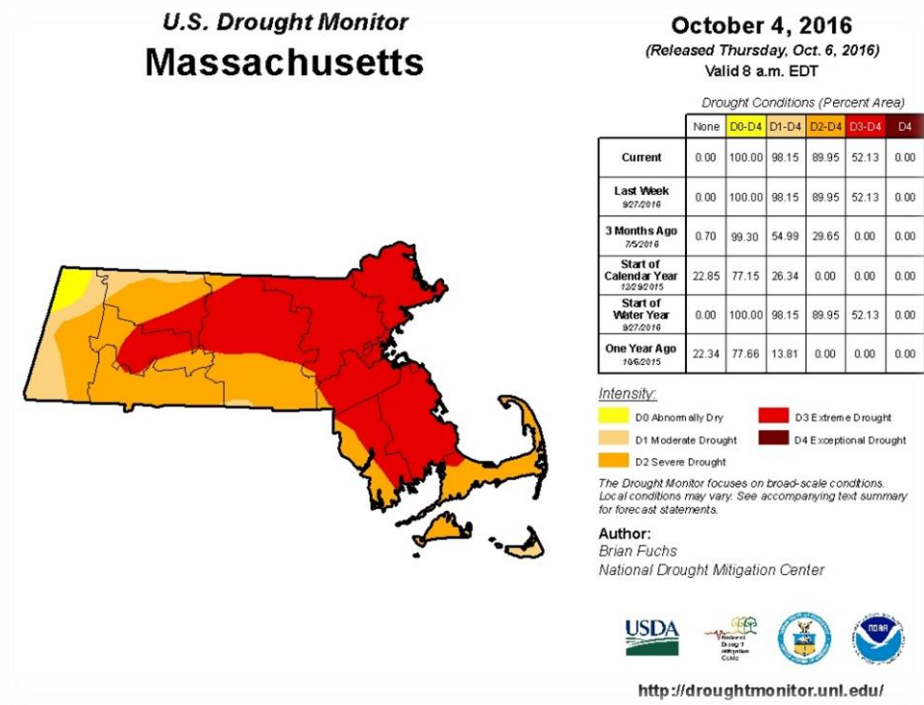 U.S. Drought Monitor
Massachusetts
October 4, 2016
(Released Thursday, Oct. 6, 2016)
Valid 8 a.m. EDT
Drought Conditions (Percent Area)
None D0-D4 D1-D4 D2-D4 D3-D4 D4
Current 0.00 100.00 98.15 89.95 52.13 0.00
Last Week
9/27/2016
0.00 100.00 98.15 89.95 52.13 0.00
3 Months Ago
7/5/2016
0.70 99.30 54.99 29.65 0.00 0.00
Start of
Calendar Year
12/29/2015
22.85 77.15 26.34 0.00 0.00 0.00
Start of
Water Year
9/27/2016
0.00 100.00 98.15 89.95 52.13 0.00
One Year Ago
10/6/2015
22.34 77.66 13.81 0.00 0.00 0.00
Intensity:
D0 Abnormally Dry
D1 Moderate Drought
D2 Severe Drought
D3 Extreme Drought
D4 Exceptional Drought
The Drought Monitor focuses on broad-scale conditions.
Local conditions may vary. See accompanying text summary
for forecast statements.
Author:
Brian Fuchs
National Drought Mitigation Center
USDA
National
Drought
Mitigation
Center
NOAA
http://droughtmonitor.unl.edu/